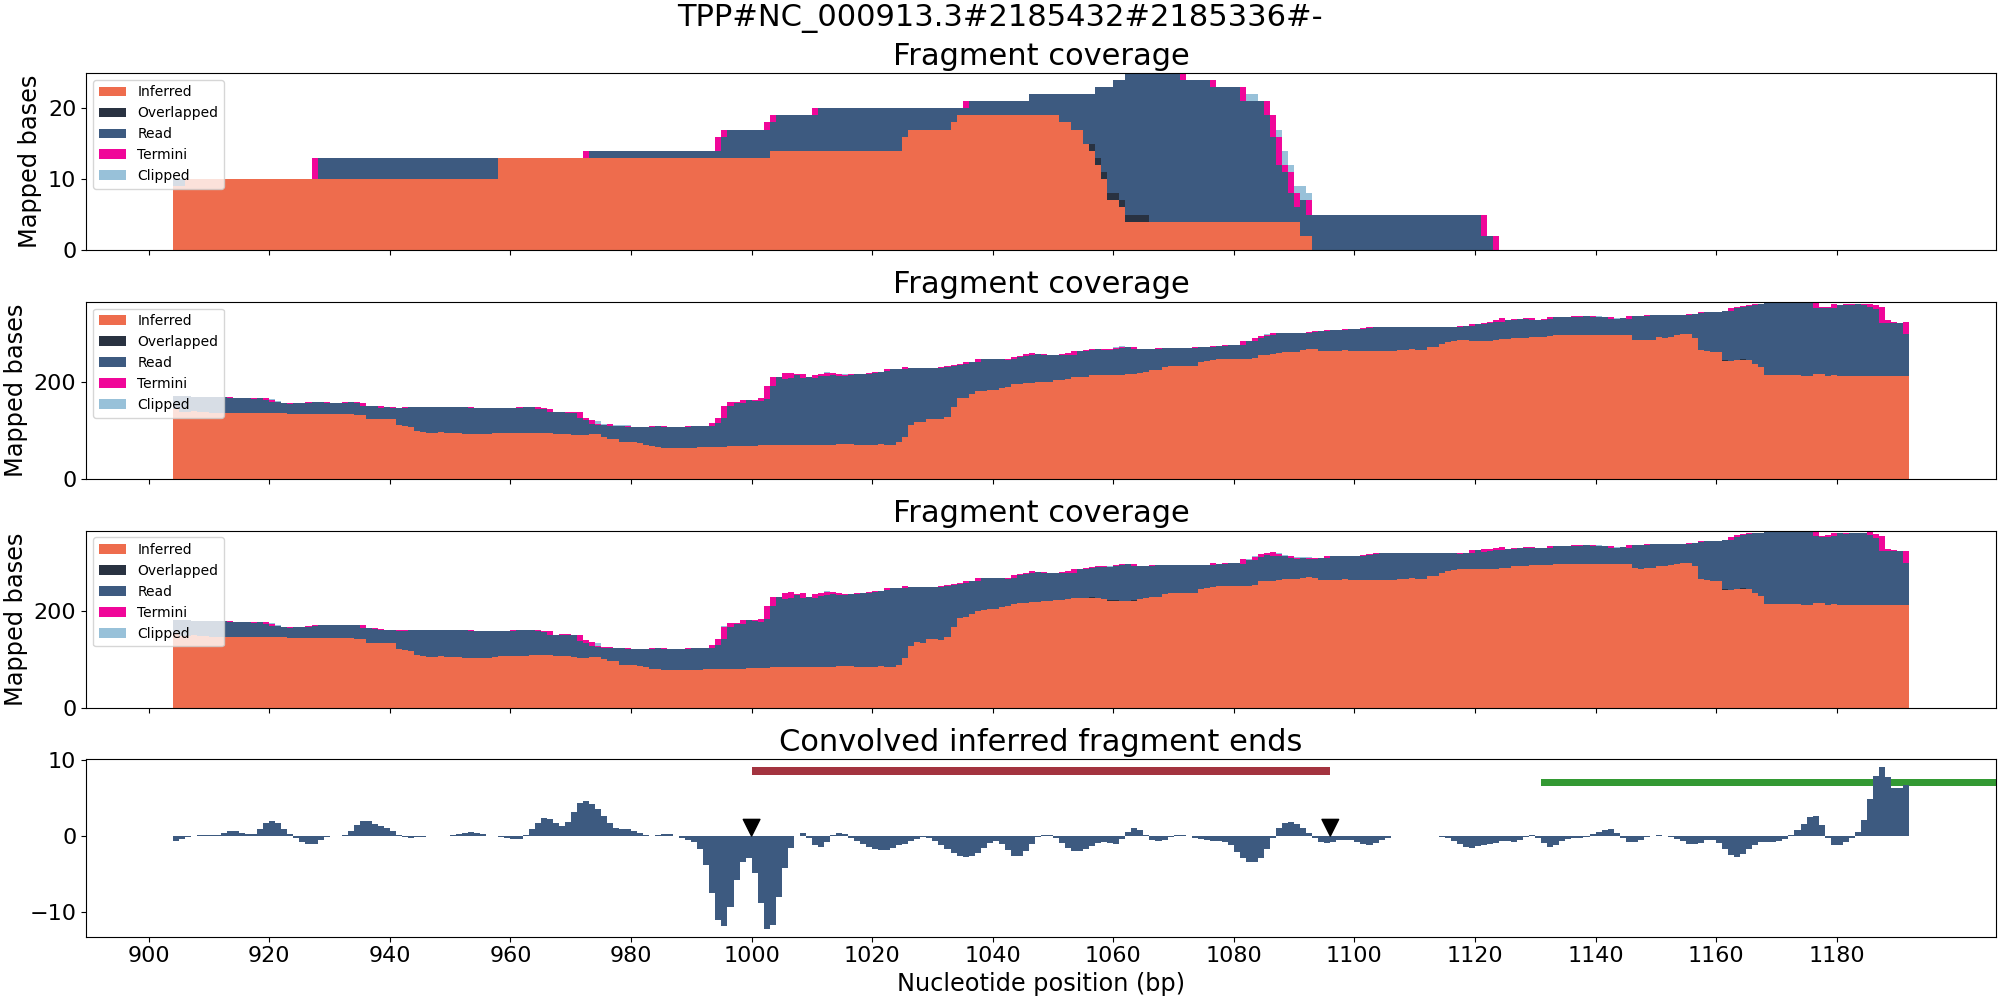 TPP#NC_000913.3#2185432#2185336#-
Fragment coverage
Mapped bases
20
10
0
Inferred
Overlapped
Read
Termini
Clipped
Fragment coverage
Mapped bases
200
0
Inferred
Overlapped
Read
Termini
Clipped
Fragment coverage
Mapped bases
200
0
Inferred
Overlapped
Read
Termini
Clipped
Convolved inferred fragment ends
10
0
−10
900 920 940 960 980 1000 1020 1040 1060 1080 1100 1120 1140 1160 1180
Nucleotide position (bp)